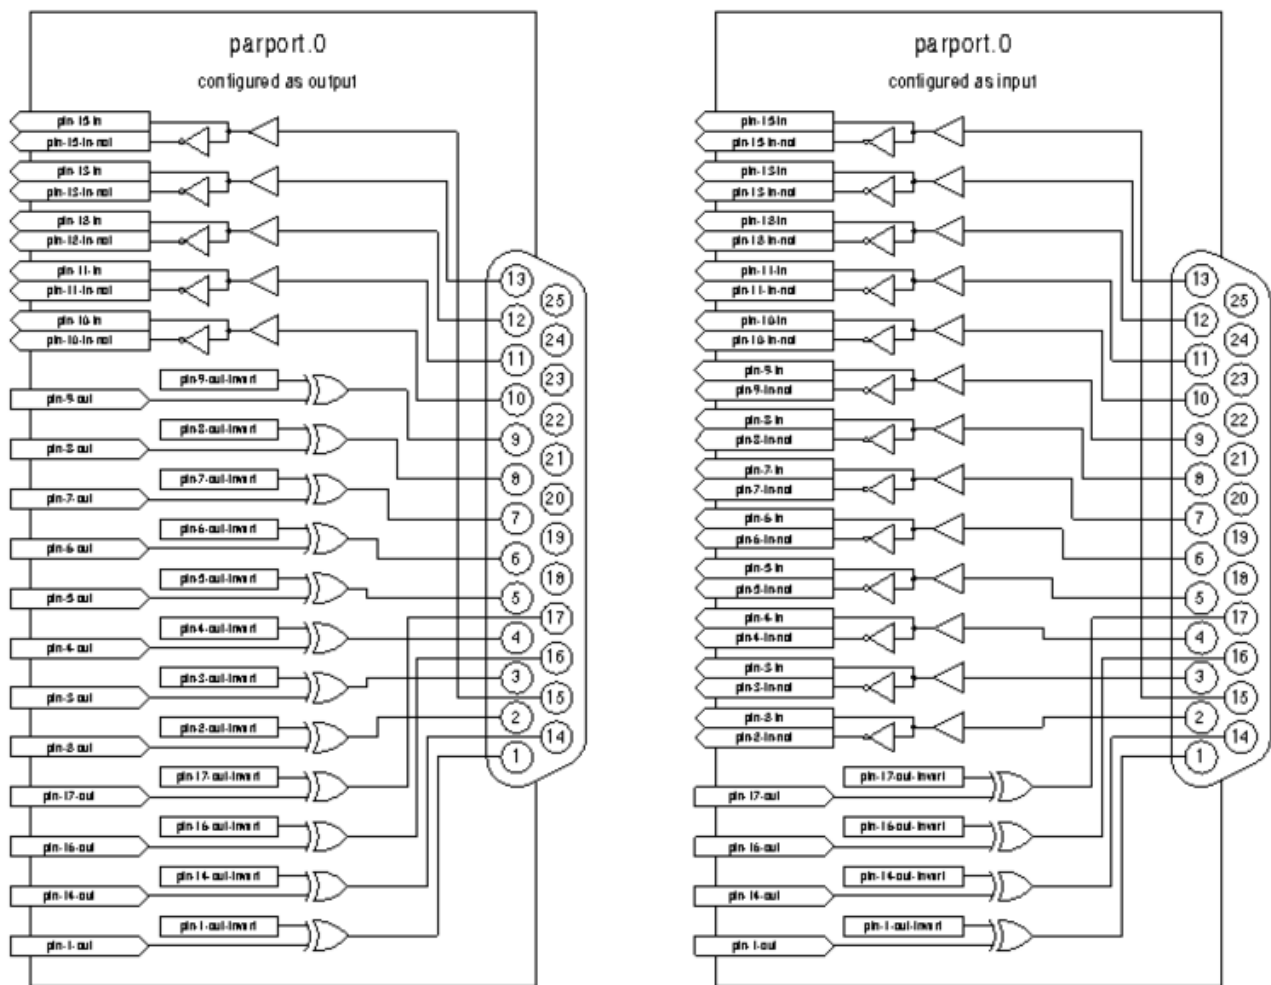 parport.0
configured as output
pin-15-in
pin-15-in-not
pin-13-in
pin-13-in-not
pin-12-in
pin-12-in-not
pin-11-in
pin-11-in-not
pin-10-in
pin-10-in-not
pin-9-out-invert
pin-9-out
pin-8-out-invert
pin-8-out
pin-7-out-invert
pin-7-out
pin-6-out-invert
pin-6-out
pin-5-out-invert
pin-5-out
pin-4-out-invert
pin-4-out
pin-3-out-invert
pin-3-out
pin-2-out-invert
pin-2-out
pin-17-out-invert
pin-17-out
pin-16-out-invert
pin-16-out
pin-14-out-invert
pin-14-out
pin-1-out-invert
pin-1-out
13
25
12
24
11
23
10
22
9
21
8
20
7
19
6
18
5
17
4
16
3
15
2
14
1
parport.0
configured as input
pin-15-in
pin-15-in-not
pin-13-in
pin-13-in-not
pin-12-in
pin-12-in-not
pin-11-in
pin-11-in-not
pin-10-in
pin-10-in-not
pin-9-in
pin-9-in-not
pin-8-in
pin-8-in-not
pin-7-in
pin-7-in-not
pin-6-in
pin-6-in-not
pin-5-in
pin-5-in-not
pin-4-in
pin-4-in-not
pin-3-in
pin-3-in-not
pin-2-in
pin-2-in-not
pin-17-out-invert
pin-17-out
pin-16-out-invert
pin-16-out
pin-14-out-invert
pin-14-out
pin-1-out-invert
pin-1-out
13
25
12
24
11
23
10
22
9
21
8
20
7
19
6
18
5
17
4
16
3
15
2
14
1